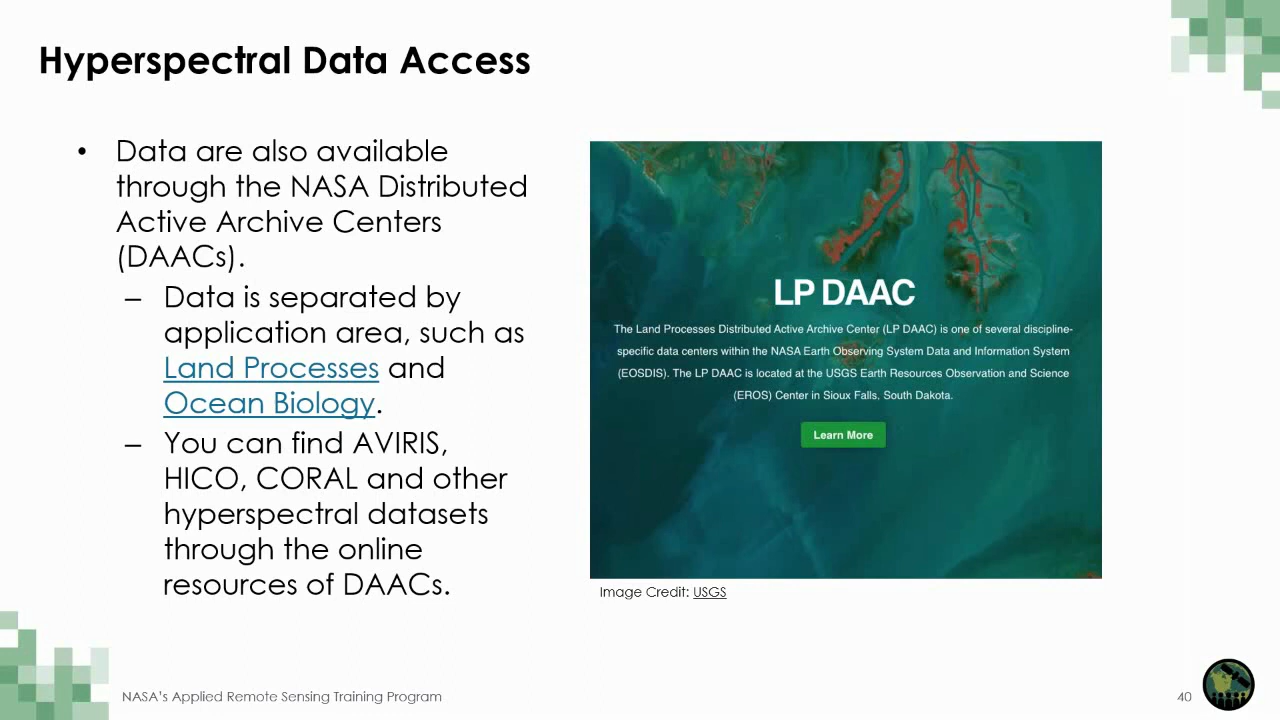 Hyperspectral Data Access
• Data are also available
through the NASA Distributed
Active Archive Centers
(DAACs).
– Data is separated by
application area, such as
Land Processes and
Ocean Biology.
– You can find AVIRIS,
HICO, CORAL and other
hyperspectral datasets
through the online
resources of DAACs.
LP DAAC
The Land Processes Distributed Active Archive Center (LP DAAC) is one of several discipline-
specific data centers within the NASA Earth Observing System Data and Information System
(EOSDIS). The LP DAAC is located at the USGS Earth Resources Observation and Science
(EROS) Center in Sioux Falls, South Dakota.
Learn More
Image Credit: USGS
NASA's Applied Remote Sensing Training Program
40